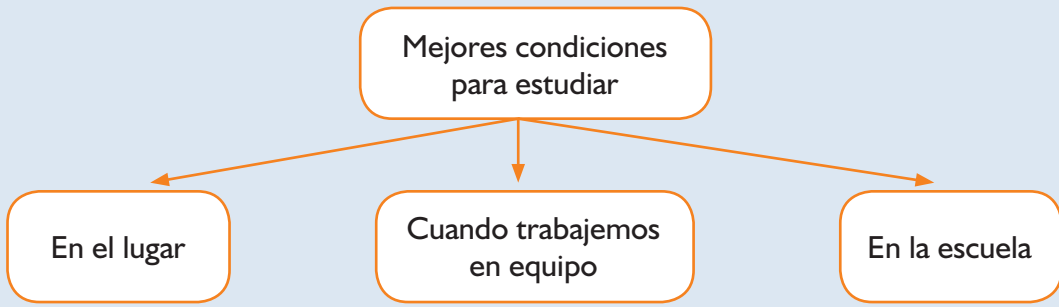 Mejores condiciones
para estudiar
En el lugar
Cuando trabajemos
en equipo
En la escuela